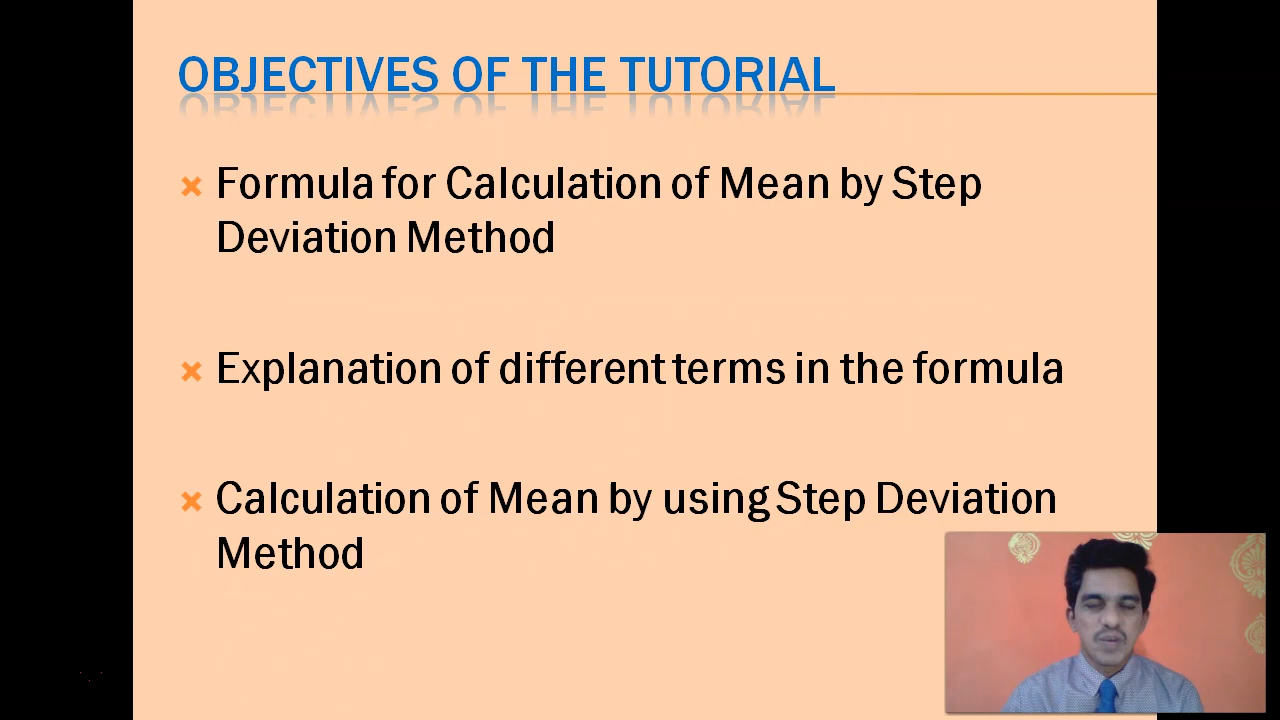 OBJECTIVES OF THE TUTORIAL
Formula for Calculation of Mean by Step
Deviation Method
Explanation of different terms in the formula
Calculation of Mean by using Step Deviation
Method